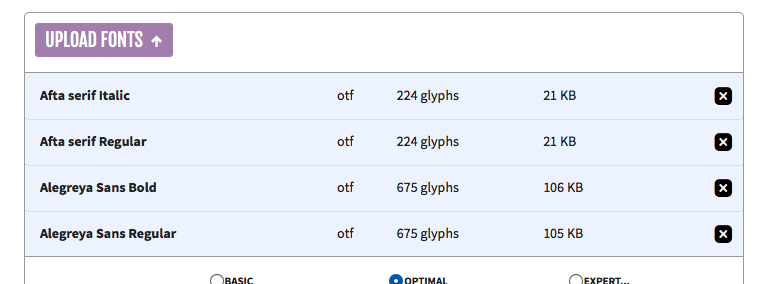 UPLOAD FONTS ↑
Afta serif Italic otf 224 glyphs 21 KB
Afta serif Regular otf 224 glyphs 21 KB
Alegreya Sans Bold otf 675 glyphs 106 KB
Alegreya Sans Regular otf 675 glyphs 105 KB
BASIC OPTIMAL EXPERT...